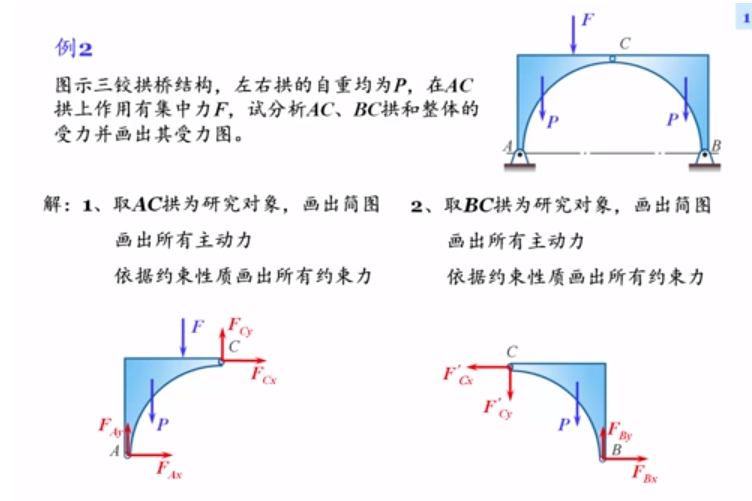 1
例2
图示三铰拱桥结构，左右拱的自重均为P，在AC
拱上作用有集中力F，试分析AC、BC拱和整体的
受力并画出其受力图。
F
C
P
P
A
B
解：1、取AC拱为研究对象，画出简图
画出所有主动力
依据约束性质画出所有约束力
2、取BC拱为研究对象，画出简图
画出所有主动力
依据约束性质画出所有约束力
F
FCy
C
FCx
P
FAy
A
FAx
C
F'Cx
F'Cy
P
FBy
B
FBx